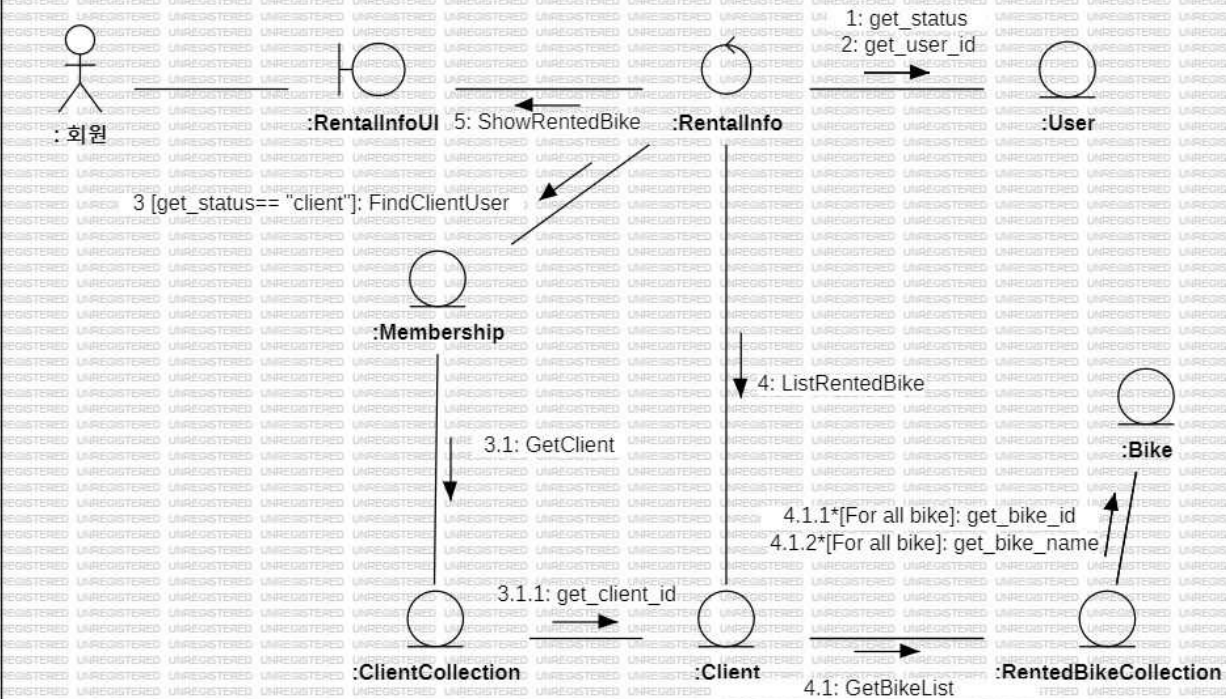 1: get_status
2: get_user_id
: 회원
:RentalInfoUI
5: ShowRentedBike
:RentalInfo
:User
3 [get_status== "client"]: FindClientUser
:Membership
4: ListRentedBike
3.1: GetClient
:Bike
4.1.1*[For all bike]: get_bike_id
4.1.2*[For all bike]: get_bike_name
3.1.1: get_client_id
:ClientCollection
:Client
:RentedBikeCollection
4.1: GetBikeList
UNREGISTERED